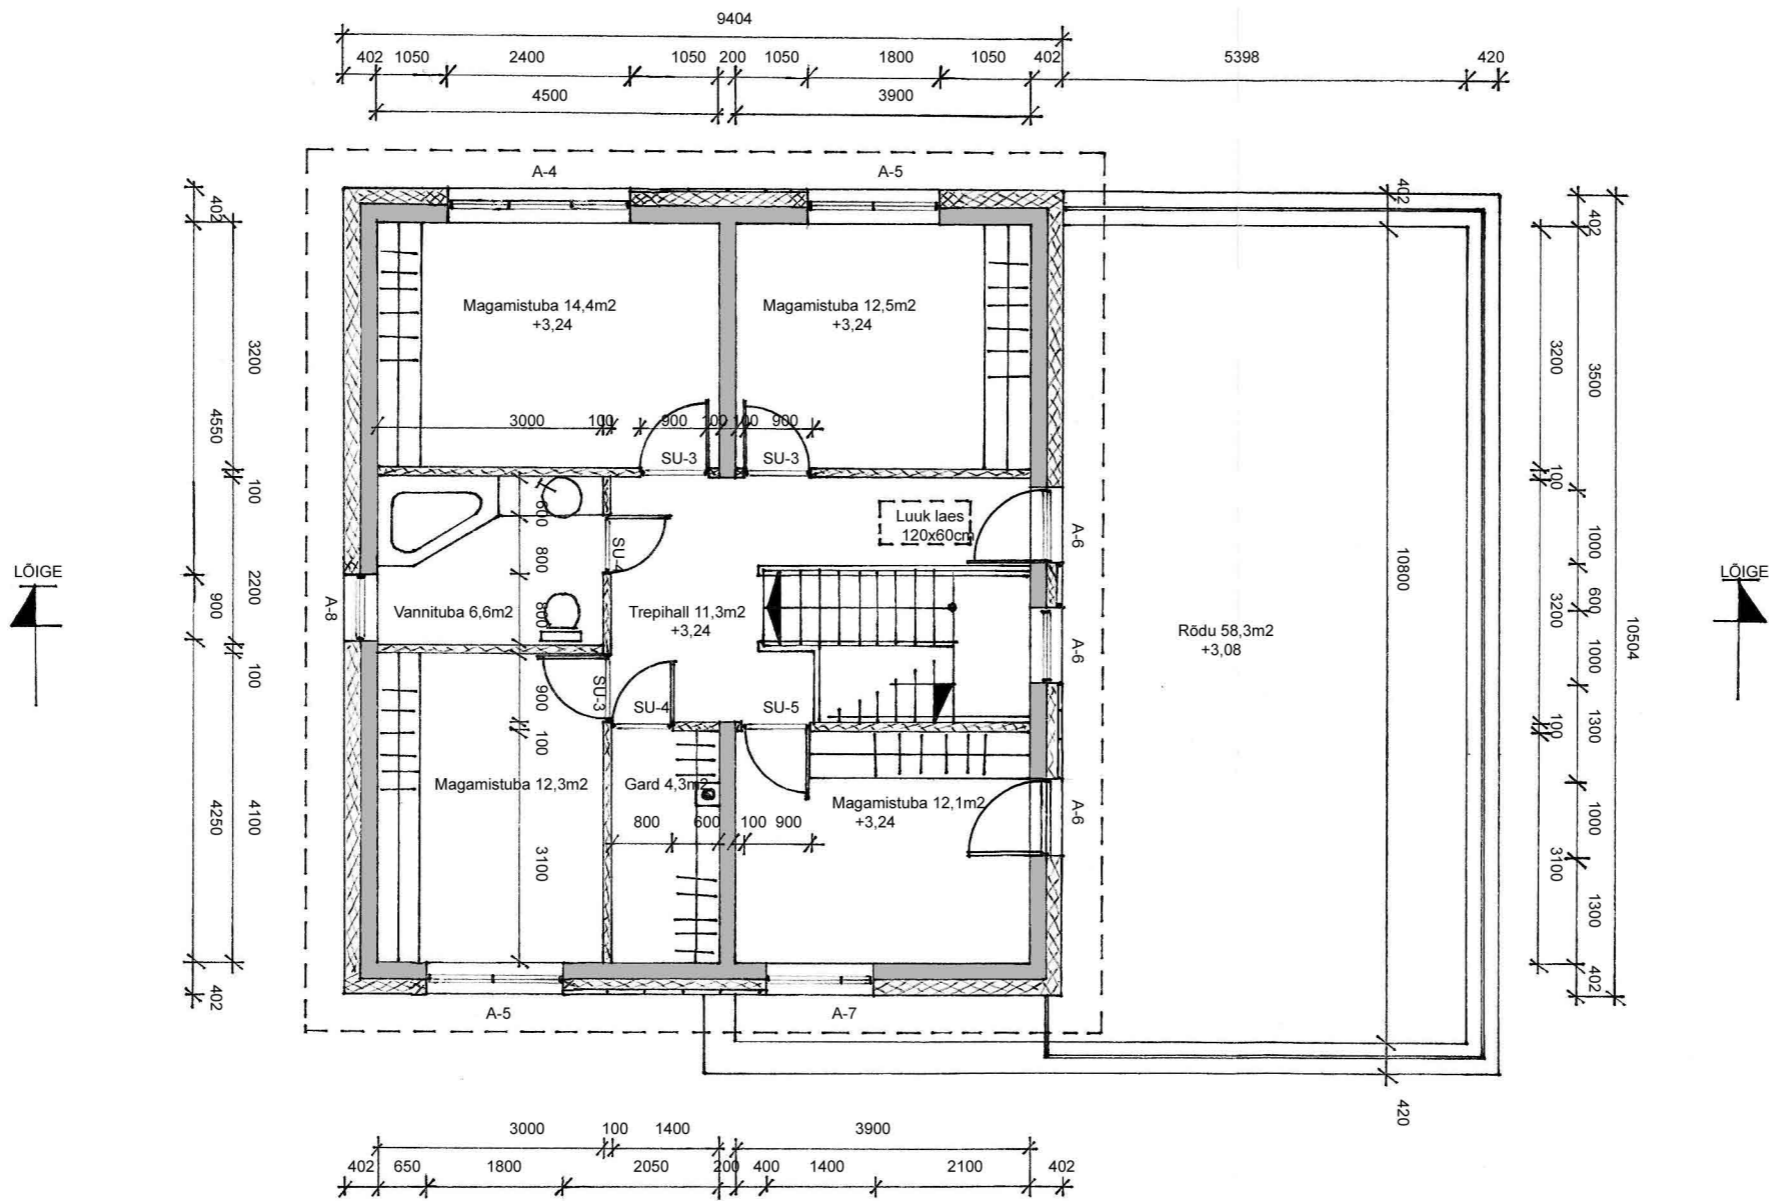 9404
402 1050 2400 1050 200 1050 1800 1050 402 5398 420
4500 3900
A-4 A-5
402
402
402
Magamistuba 14,4m2
+3,24
Magamistuba 12,5m2
+3,24
3200
4550
3200
3500
3000 100 900 100 100 900
SU-3 SU-3
100
100
600
Luuk laes
120x60cm
A-6
1000
10800
800
SU-
LÕIGE
LÕIGE
2200
900
A-8
Vannituba 6,6m2
800
Trepihall 11,3m2
+3,24
A-6
Rõdu 58,3m2
+3,08
3200
600
1000
10504
100
900
SU-3
SU-4 SU-5
100
100
1300
Magamistuba 12,3m2
Gard 4,3m2
Magamistuba 12,1m2
+3,24
A-6
4250
4100
3100
800 600 100 900
1000
3100
1300
402
402
A-5 A-7
420
3000 100 1400 3900
402 650 1800 2050 200 400 1400 2100 402